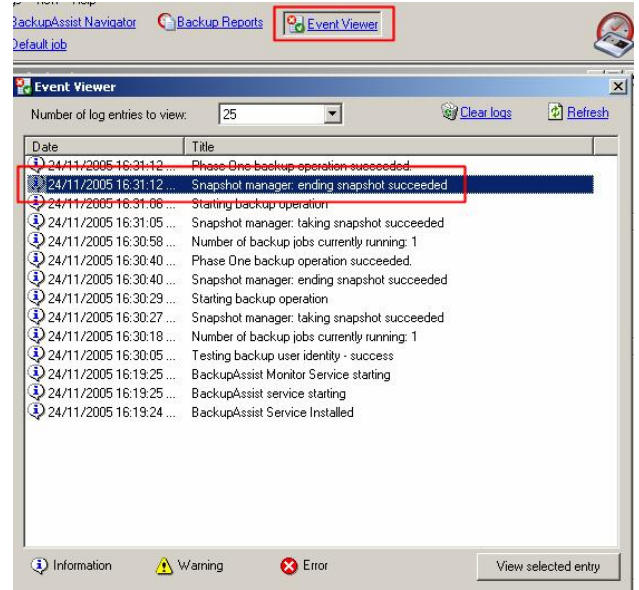 BackupAssist Navigator Backup Reports Event Viewer
Default job
Event Viewer
Number of log entries to view: 25 Clear logs Refresh
Date Title
24/11/2005 16:31:12 ... Phase One backup operation succeeded.
24/11/2005 16:31:12 ... Snapshot manager: ending snapshot succeeded
24/11/2005 16:31:06 ... Starting backup operation
24/11/2005 16:31:05 ... Snapshot manager: taking snapshot succeeded
24/11/2005 16:30:58 ... Number of backup jobs currently running: 1
24/11/2005 16:30:40 ... Phase One backup operation succeeded.
24/11/2005 16:30:40 ... Snapshot manager: ending snapshot succeeded
24/11/2005 16:30:29 ... Starting backup operation
24/11/2005 16:30:27 ... Snapshot manager: taking snapshot succeeded
24/11/2005 16:30:18 ... Number of backup jobs currently running: 1
24/11/2005 16:30:05 ... Testing backup user identity - success
24/11/2005 16:19:25 ... BackupAssist Monitor Service starting
24/11/2005 16:19:25 ... BackupAssist service starting
24/11/2005 16:19:24 ... BackupAssist Service Installed
Information Warning Error View selected entry